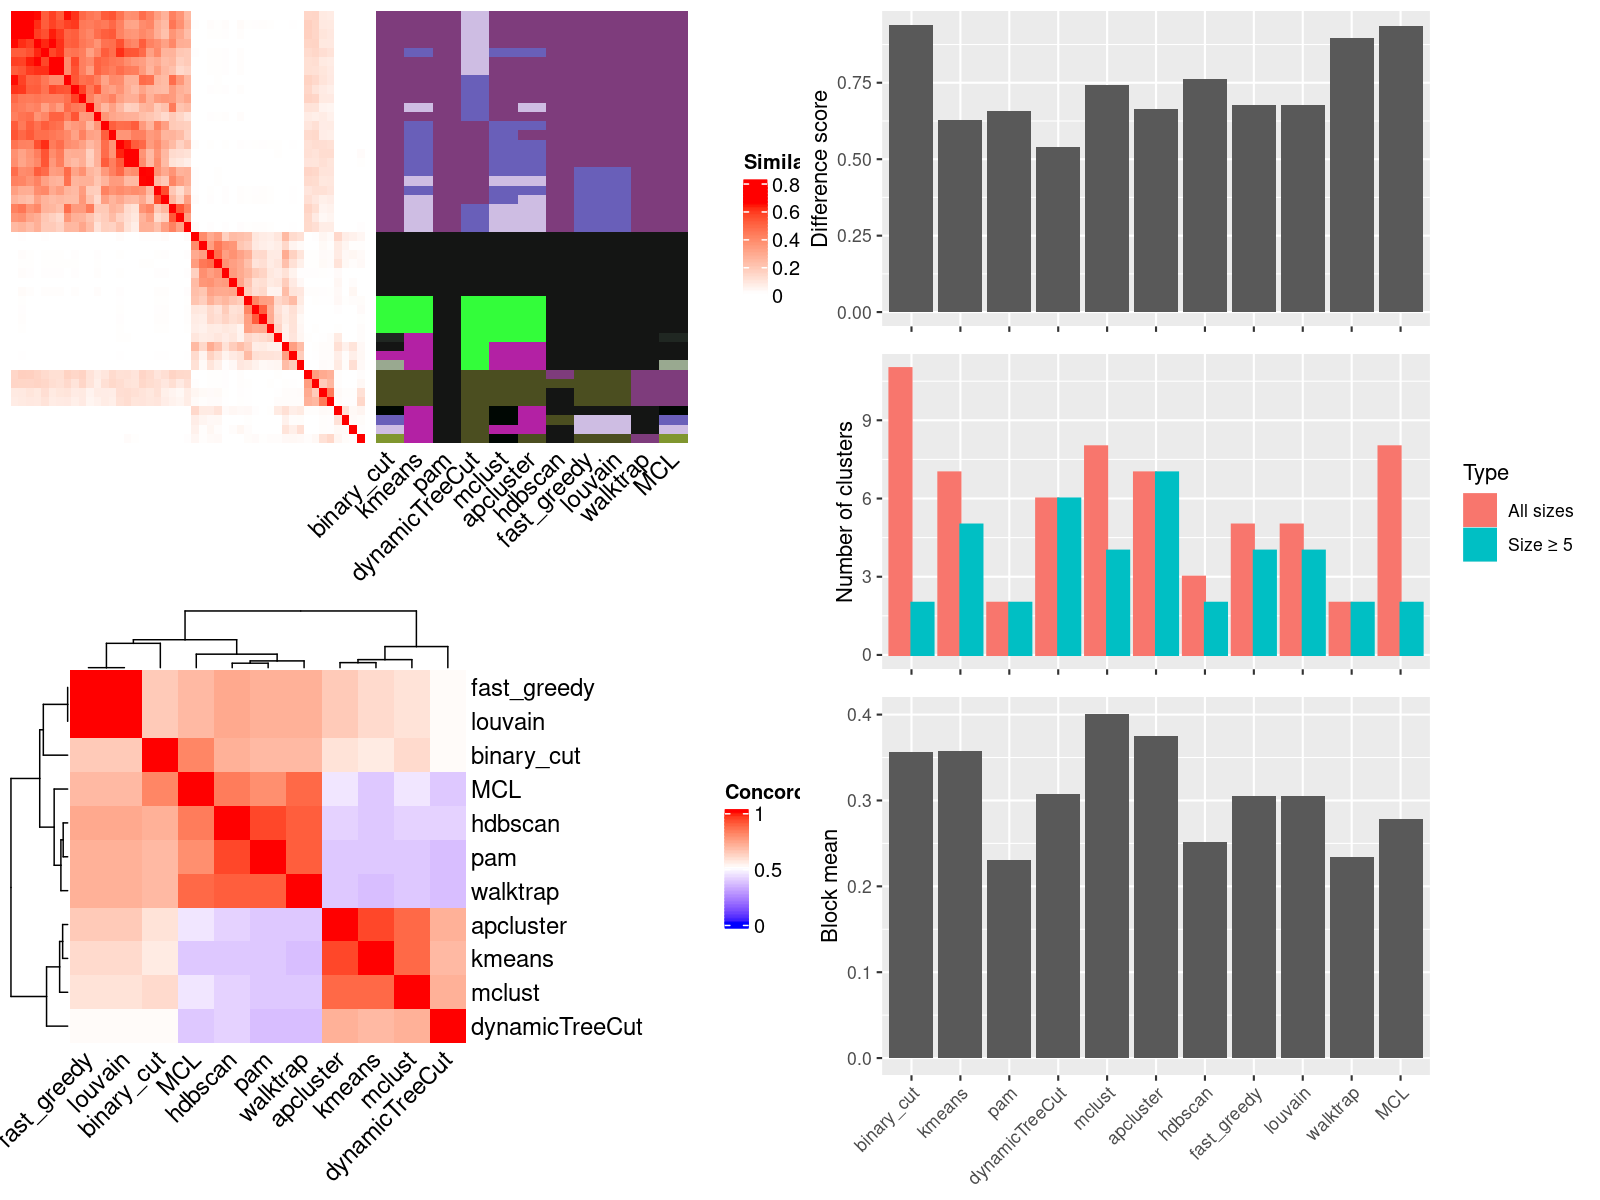 Simila
0.8
0.6
0.4
0.2
0
binary_cut
kmeans
pam
dynamicTreeCut
mclust
apcluster
hdbscan
fast_greedy
louvain
walktrap
MCL
fast_greedy
louvain
binary_cut
MCL
hdbscan
pam
walktrap
apcluster
kmeans
mclust
dynamicTreeCut
Concord
1
0.5
0
fast_greedy
louvain
binary_cut
MCL
hdbscan
pam
walktrap
apcluster
kmeans
mclust
dynamicTreeCut
Difference score
0.75
0.50
0.25
0.00
Number of clusters
9
6
3
0
Type
All sizes
Size ≥ 5
Block mean
0.4
0.3
0.2
0.1
0.0
binary_cut
kmeans
pam
dynamicTreeCut
mclust
apcluster
hdbscan
fast_greedy
louvain
walktrap
MCL